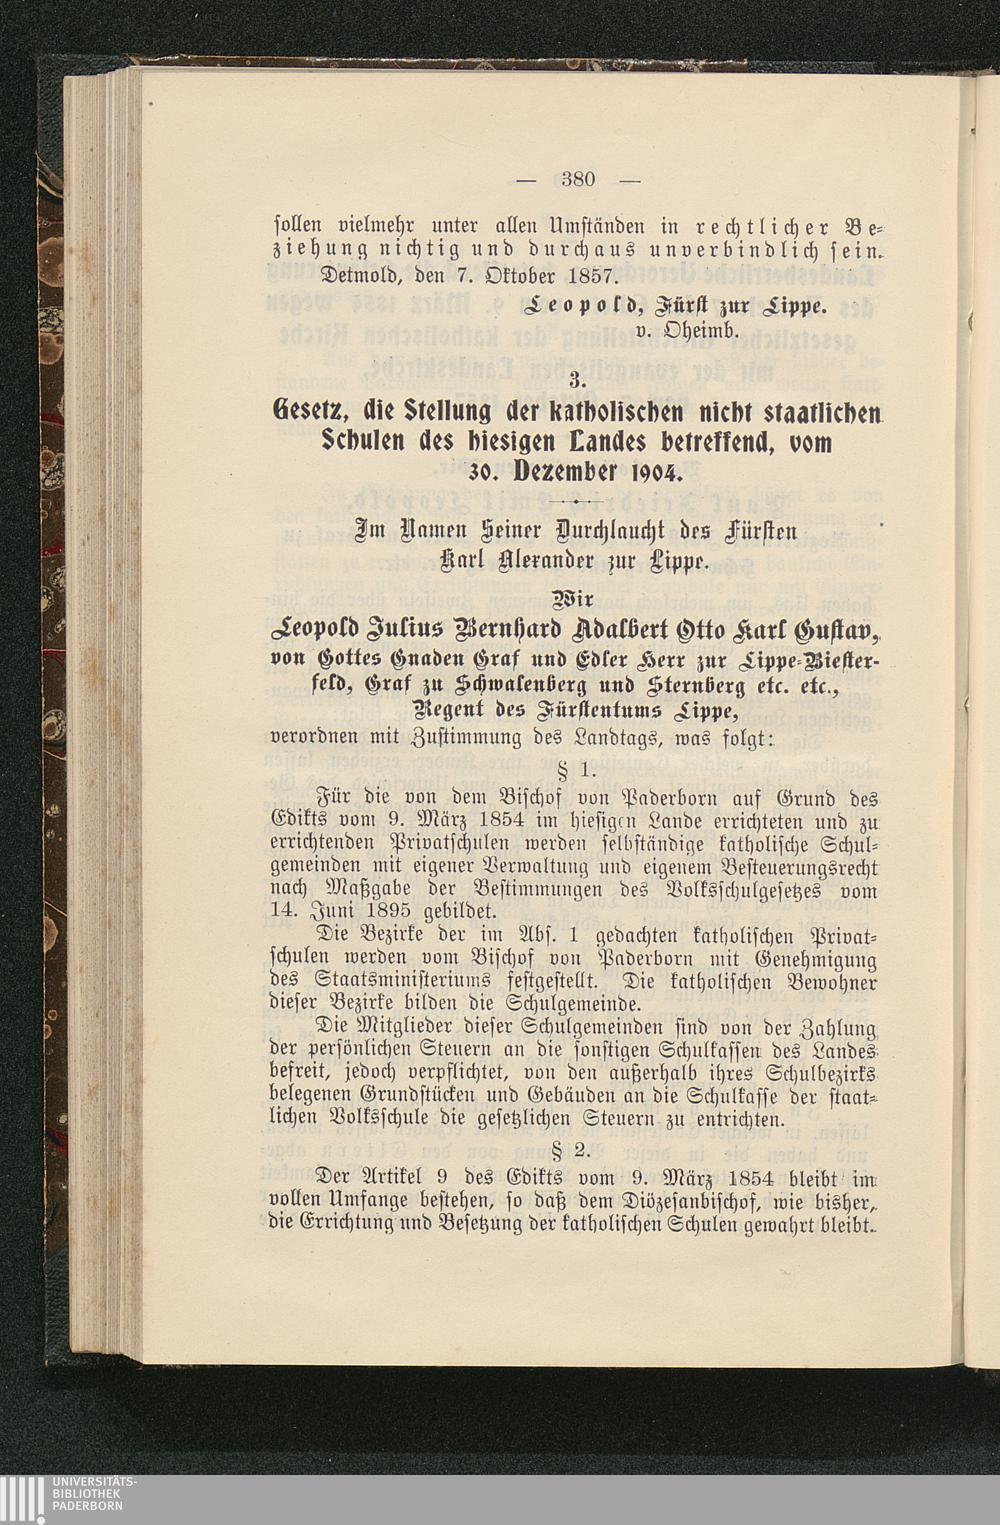 — 380 —
sollen vielmehr unter allen Umständen in rechtlicher Be-
ziehung nichtig und durchaus unverbindlich sein.
Detmold, den 7. Oktober 1857.
Leopold, Fürst zur Lippe.
v. Oheimb.
3.
Gesetz, die Stellung der katholischen nicht staatlichen
Schulen des hiesigen Landes betreffend, vom
30. Dezember 1904.
Im Namen Seiner Durchlaucht des Fürsten
Karl Alexander zur Lippe.
Wir
Leopold Julius Bernhard Adalbert Otto Karl Gustav,
von Gottes Gnaden Graf und Edler Herr zur Lippe-Biester-
feld, Graf zu Schwalenberg und Sternberg etc. etc.,
Regent des Fürstentums Lippe,
verordnen mit Zustimmung des Landtags, was folgt:
§ 1.
Für die von dem Bischof von Paderborn auf Grund des
Edikts vom 9. März 1854 im hiesigen Lande errichteten und zu
errichtenden Privatschulen werden selbständige katholische Schul-
gemeinden mit eigener Verwaltung und eigenem Besteuerungsrecht
nach Maßgabe der Bestimmungen des Volksschulgesetzes vom
14. Juni 1895 gebildet.
Die Bezirke der im Abs. 1 gedachten katholischen Privat-
schulen werden vom Bischof von Paderborn mit Genehmigung
des Staatsministeriums festgestellt. Die katholischen Bewohner
dieser Bezirke bilden die Schulgemeinde.
Die Mitglieder dieser Schulgemeinden sind von der Zahlung
der persönlichen Steuern an die sonstigen Schulkassen des Landes
befreit, jedoch verpflichtet, von den außerhalb ihres Schulbezirks
belegenen Grundstücken und Gebäuden an die Schulkasse der staat-
lichen Volksschule die gesetzlichen Steuern zu entrichten.
§ 2.
Der Artikel 9 des Edikts vom 9. März 1854 bleibt im
vollen Umfange bestehen, so daß dem Diözesanbischof, wie bisher,
die Errichtung und Besetzung der katholischen Schulen gewahrt bleibt.
UNIVERSITÄTS-
BIBLIOTHEK
PADERBORN